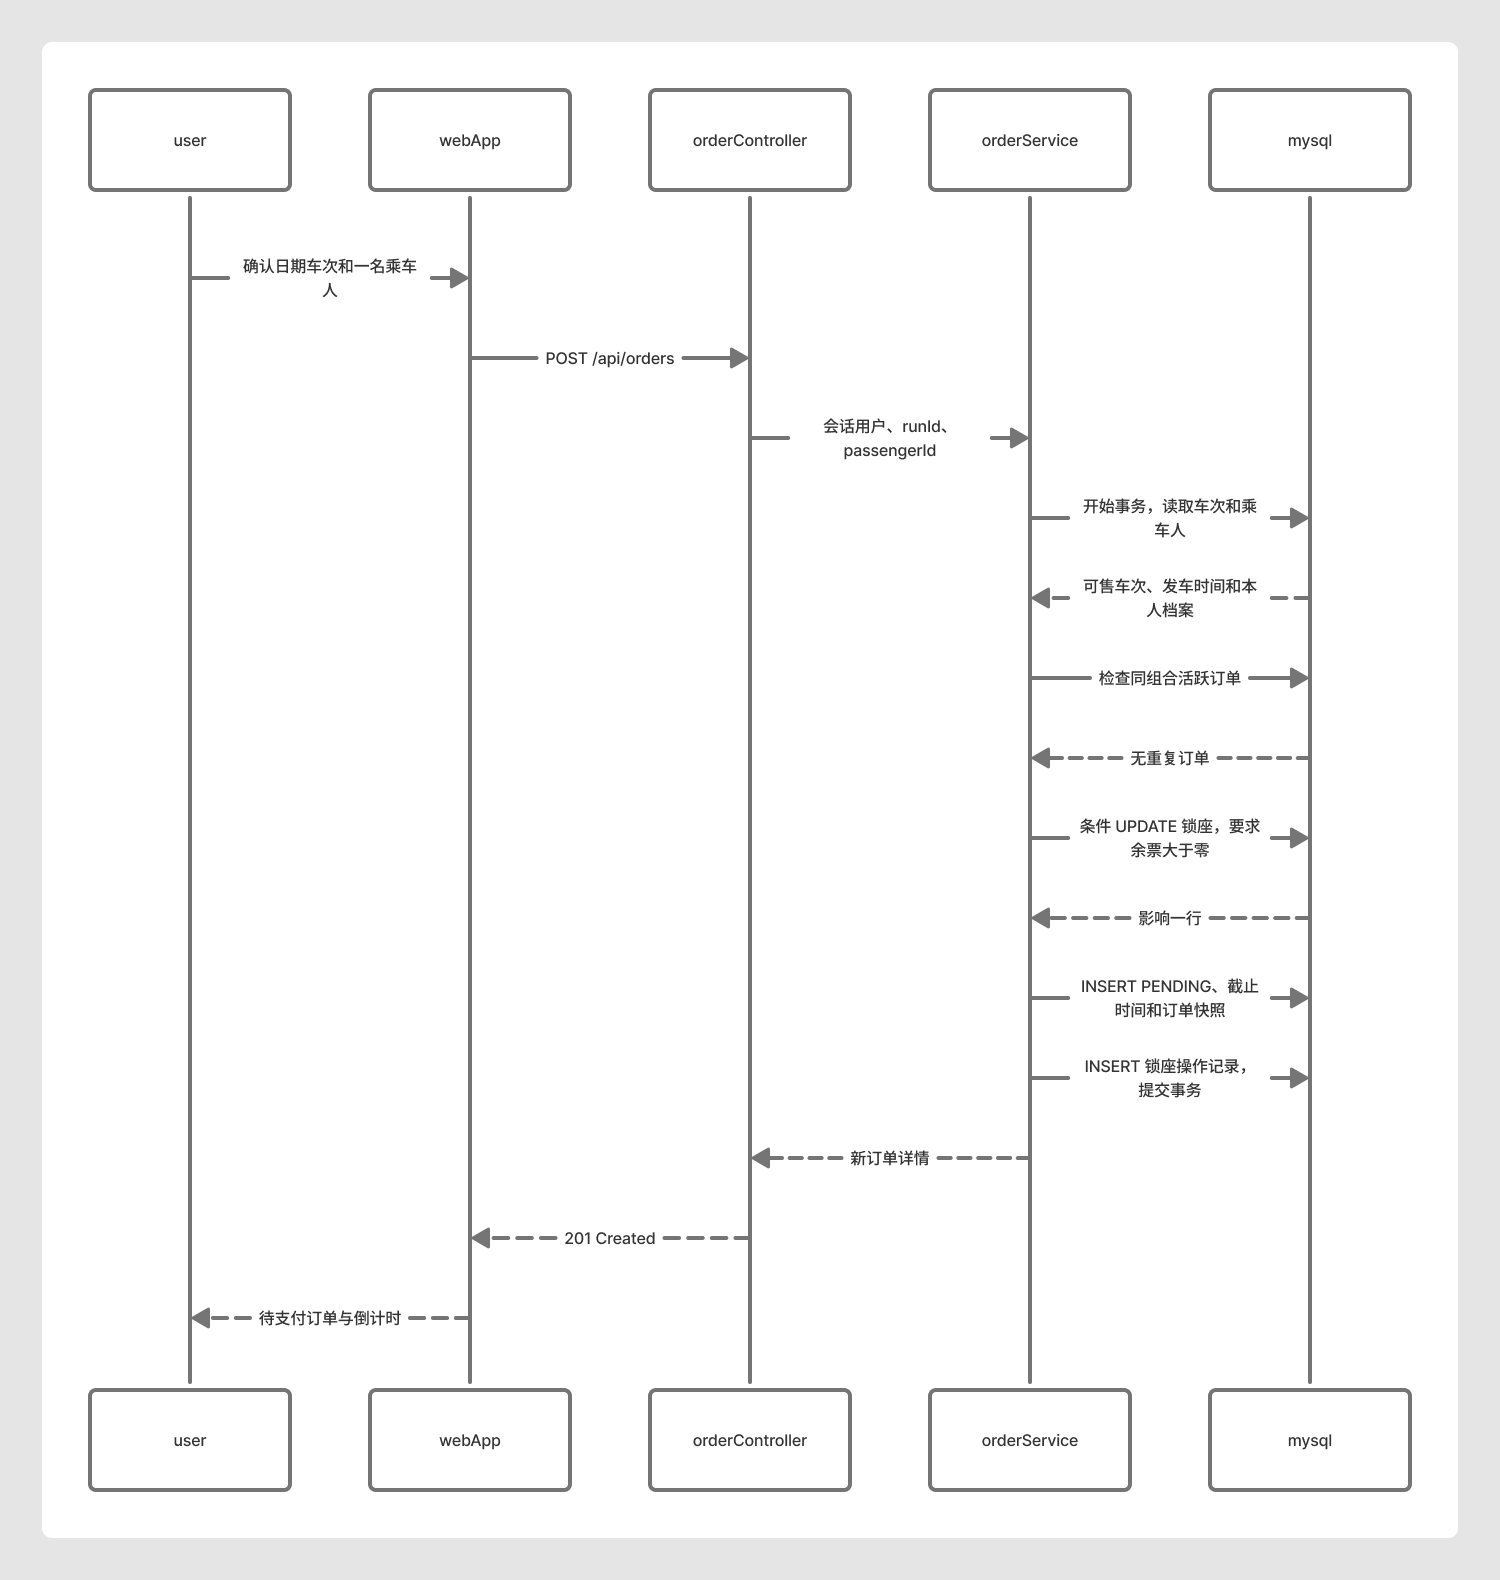 user
webApp
orderController
orderService
mysql
确认日期车次和一名乘车
人
POST /api/orders
会话用户、runId、
passengerId
开始事务，读取车次和乘
车人
可售车次、发车时间和本
人档案
检查同组合活跃订单
无重复订单
条件 UPDATE 锁座，要求
余票大于零
影响一行
INSERT PENDING、截止
时间和订单快照
INSERT 锁座操作记录，
提交事务
新订单详情
201 Created
待支付订单与倒计时
user
webApp
orderController
orderService
mysql